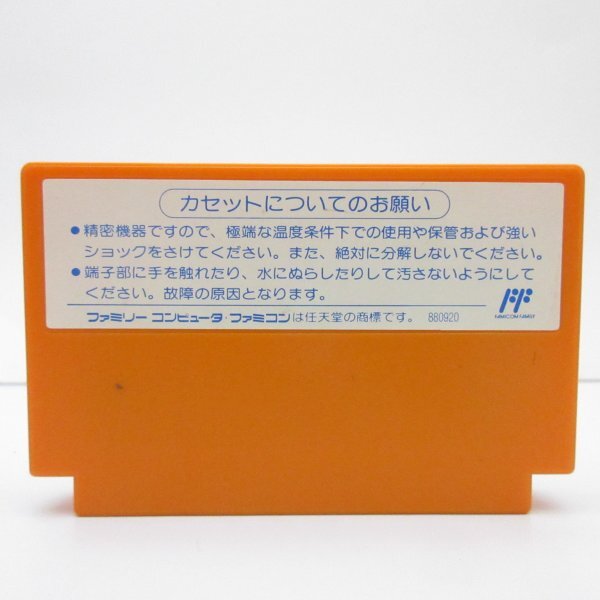 カセットについてのお願い
●精密機器ですので、極端な温度条件下での使用や保管および強い
ショックをさけてください。また、絶対に分解しないでください。
●端子部に手を触れたり、水にぬらしたりして汚さないようにして
ください。故障の原因となります。
ファミリー コンピュータ・ファミコンは任天堂の商標です。 880920
FF
FAMICOM FAMILY